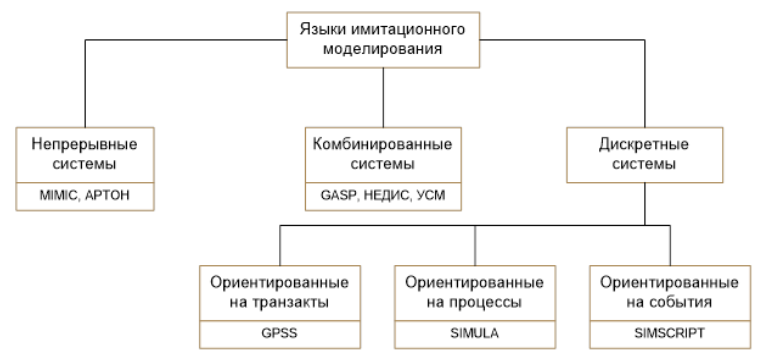 Языки имитационного
моделирования
Непрерывные
системы
MIMIC, АРТОН
Комбинированные
системы
GASP, НЕДИС, УСМ
Дискретные
системы
Ориентированные
на транзакты
GPSS
Ориентированные
на процессы
SIMULA
Ориентированные
на события
SIMSCRIPT